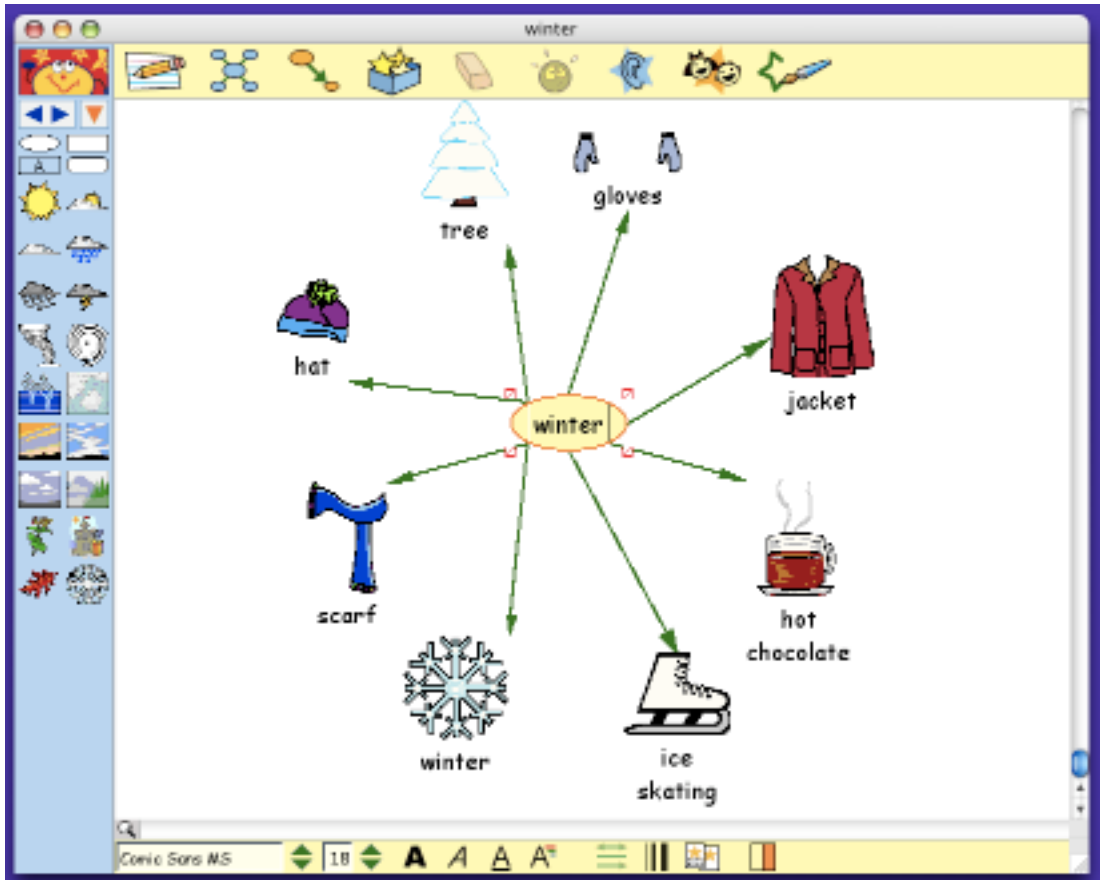 winter
A
tree
gloves
hat
jacket
winter
scarf
hot
chocolate
winter
ice
skating
Comic Sans MS
18
A
A
A
A